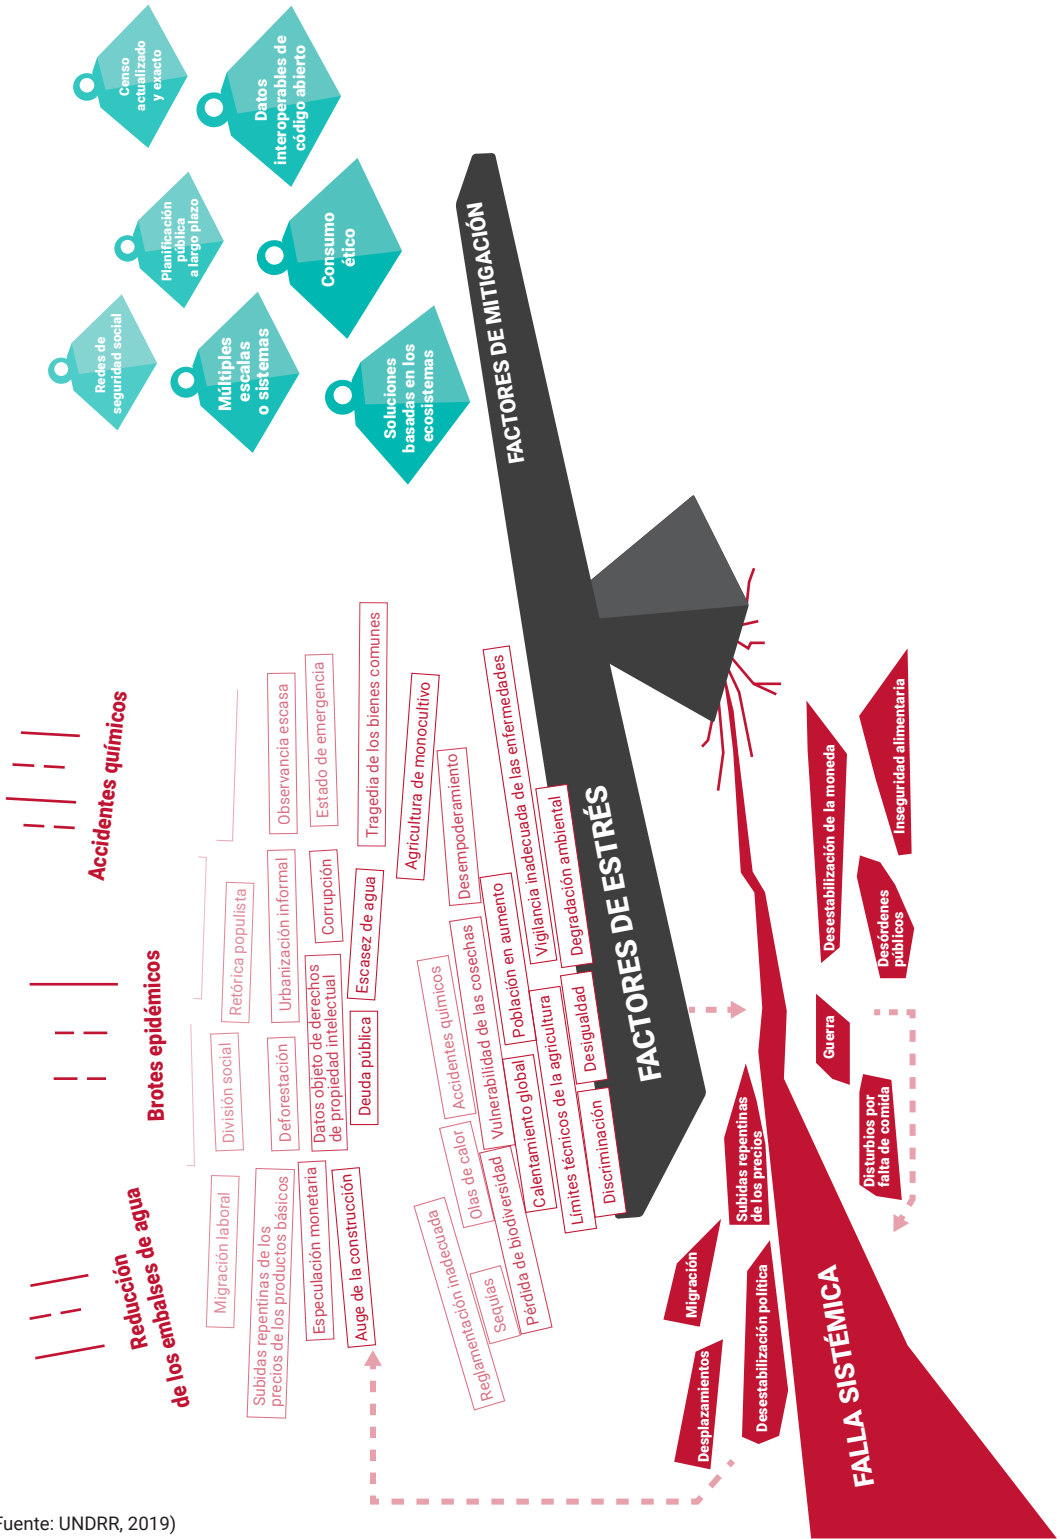 Reducción
de los embalses de agua
Brotes epidémicos
Accidentes químicos
Migración laboral
División social
Retórica populista
Subidas repentinas de los
precios de los productos básicos
Deforestación
Urbanización informal
Observancia escasa
Especulación monetaria
Datos objeto de derechos
de propiedad intelectual
Corrupción
Estado de emergencia
Auge de la construcción
Deuda pública
Escasez de agua
Tragedia de los bienes comunes
Agricultura de monocultivo
Reglamentación inadecuada
Accidentes químicos
Desempoderamiento
Olas de calor
Vulnerabilidad de las cosechas
Sequías
Pérdida de biodiversidad
Población en aumento
Vigilancia inadecuada de las enfermedades
Calentamiento global
Límites técnicos de la agricultura
Degradación ambiental
Discriminación
Desigualdad
FACTORES DE ESTRÉS
FACTORES DE MITIGACIÓN
Redes de
seguridad social
Planificación
pública
a largo plazo
Censo
actualizado
y exacto
Múltiples
escalas
o sistemas
Consumo
ético
Datos
interoperables de
código abierto
Soluciones
basadas en los
ecosistemas
Desplazamientos
Migración
Subidas repentinas
de los precios
Desestabilización política
FALLA SISTÉMICA
Guerra
Desestabilización de la moneda
Disturbios por
falta de comida
Desórdenes
públicos
Inseguridad alimentaria
Fuente: UNDRR, 2019)